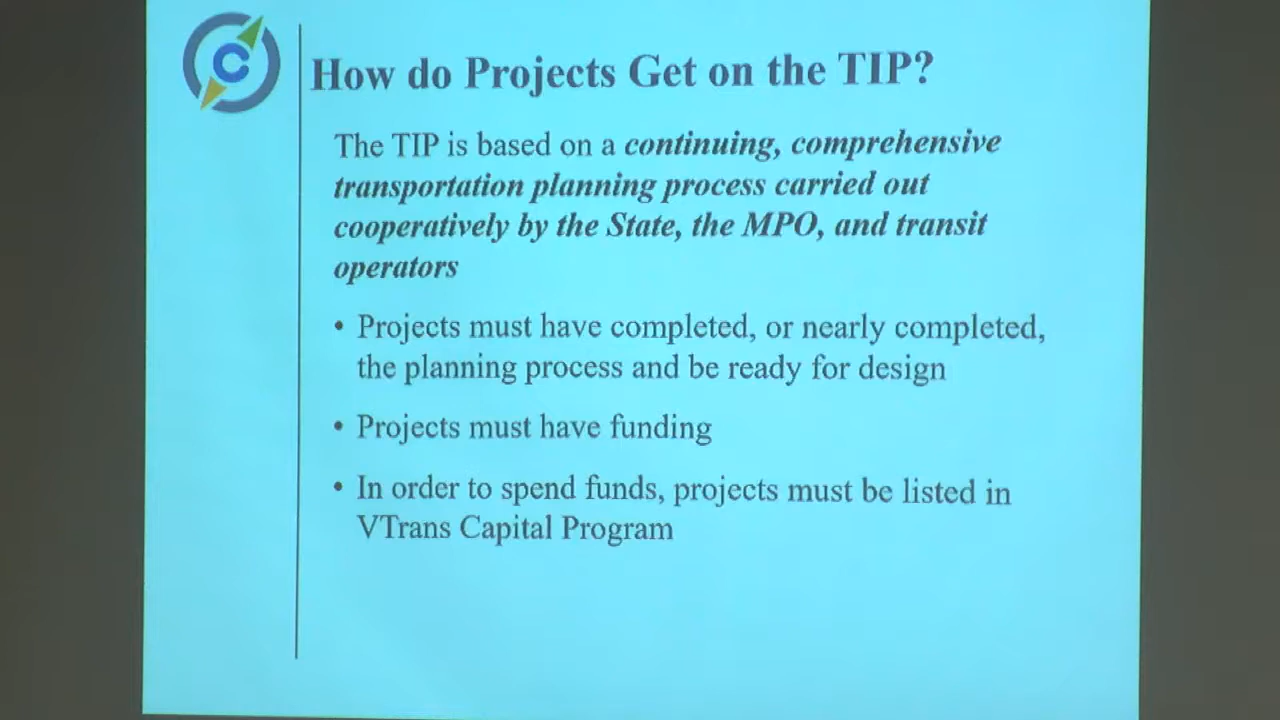 C
How do Projects Get on the TIP?
The TIP is based on a continuing, comprehensive
transportation planning process carried out
cooperatively by the State, the MPO, and transit
operators
• Projects must have completed, or nearly completed,
the planning process and be ready for design
• Projects must have funding
• In order to spend funds, projects must be listed in
VTrans Capital Program